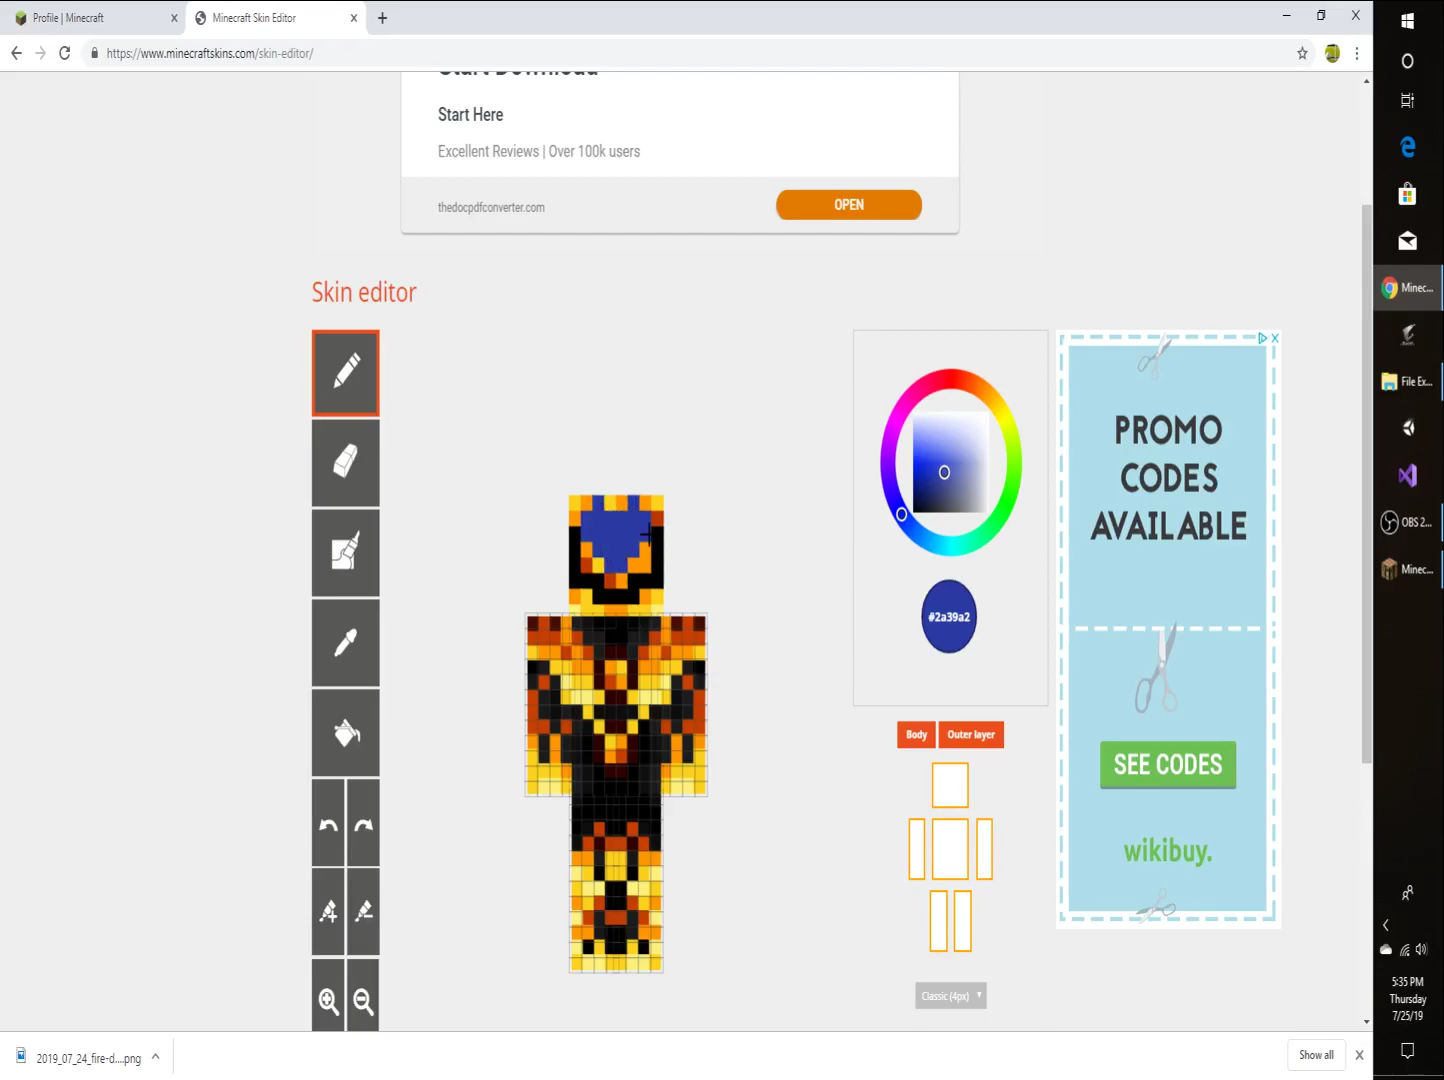 Profile | Minecraft
Minecraft Skin Editor
https://www.minecraftskins.com/skin-editor/
Start Download
Start Here
Excellent Reviews | Over 100k users
thedocpdfconverter.com
OPEN
Skin editor
#2a39a2
Body
Outer layer
Classic (4px)
PROMO
CODES
AVAILABLE
SEE CODES
wikibuy.
Minec...
File Ex...
OBS 2...
Minec...
5:35 PM
Thursday
7/25/19
2019_07_24_fire-d....png
Show all